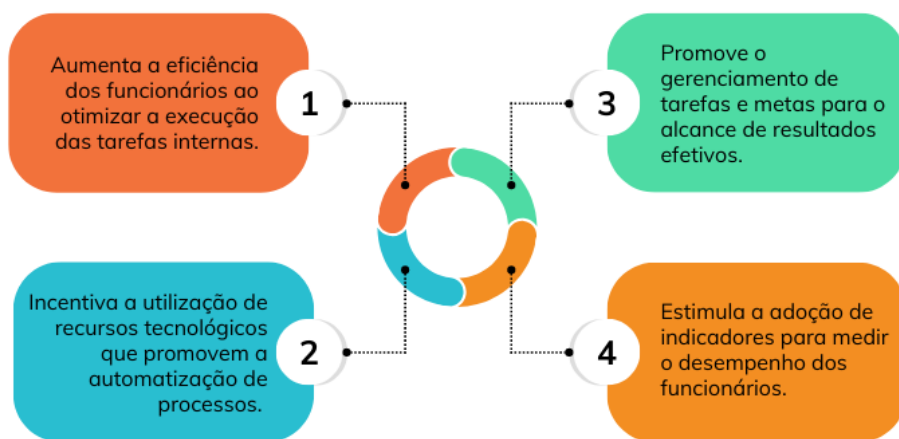 Aumenta a eficiência
dos funcionários ao
otimizar a execução
das tarefas internas.
1
Incentiva a utilização de
recursos tecnológicos
que promovem a
automatização de
processos.
2
3
Promove o
gerenciamento de
tarefas e metas para o
alcance de resultados
efetivos.
4
Estimula a adoção de
indicadores para medir
o desempenho dos
funcionários.